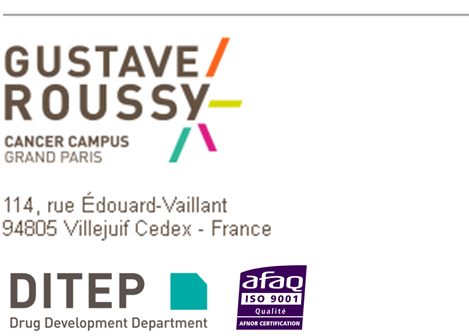 GUSTAVE
ROUSSY
CANCER CAMPUS
GRAND PARIS
114, rue Édouard-Vaillant
94805 Villejuif Cedex - France
DITEP
Drug Development Department
afaq
ISO 9001
Qualité
AFNOR CERTIFICATION